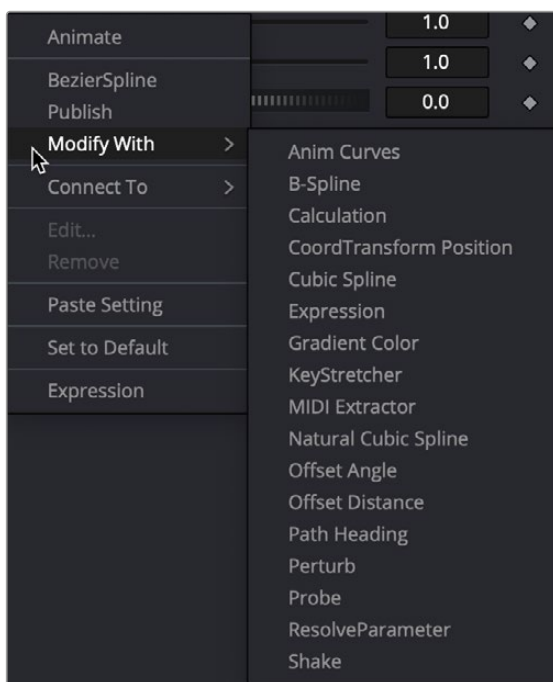 Animate
1.0
1.0
BezierSpline
0.0
Publish
Modify With >
Connect To >
Edit...
Remove
Paste Setting
Set to Default
Expression
Anim Curves
B-Spline
Calculation
CoordTransform Position
Cubic Spline
Expression
Gradient Color
KeyStretcher
MIDI Extractor
Natural Cubic Spline
Offset Angle
Offset Distance
Path Heading
Perturb
Probe
ResolveParameter
Shake